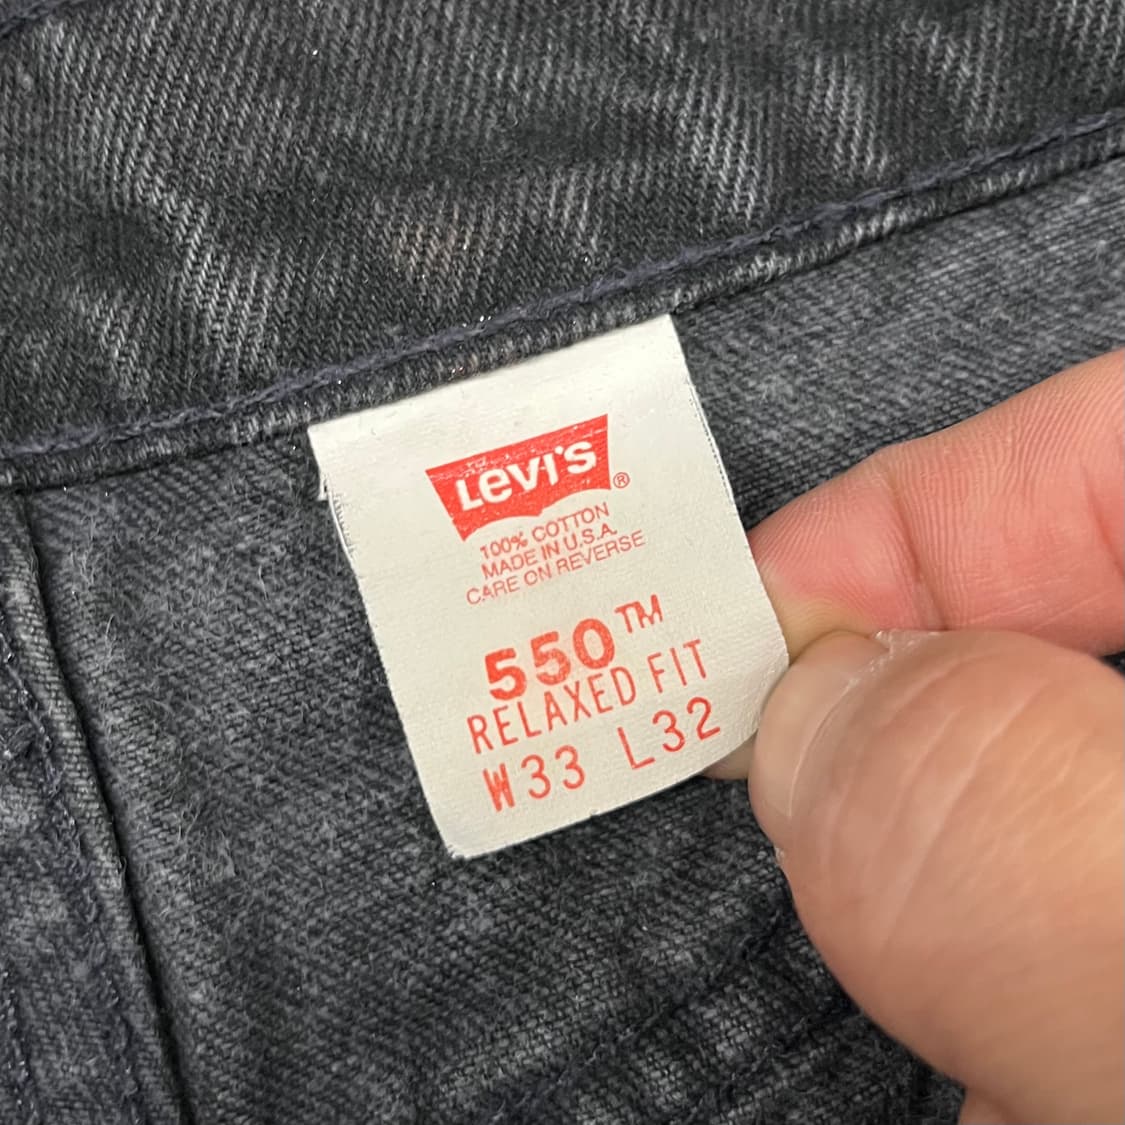 LEVI'S®
100% COTTON
MADE IN U.S.A.
CARE ON REVERSE
550™
RELAXED FIT
W33 L32